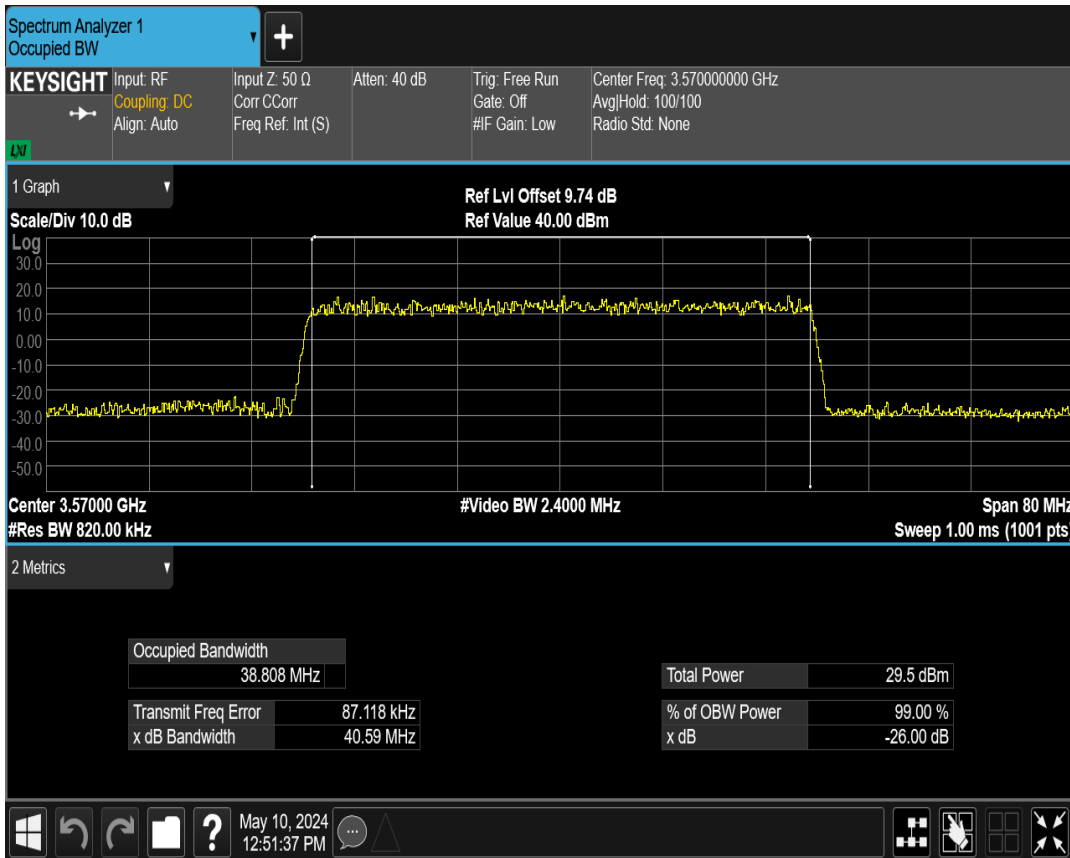 Spectrum Analyzer 1
Occupied BW
KEYSIGHT
LXI
Input: RF
Coupling: DC
Align: Auto
Input Z: 50 Ω
Corr CCorr
Freq Ref: Int (S)
Atten: 40 dB
Trig: Free Run
Gate: Off
#IF Gain: Low
Center Freq: 3.570000000 GHz
Avg|Hold: 100/100
Radio Std: None
1 Graph
Scale/Div 10.0 dB
Ref Lvl Offset 9.74 dB
Ref Value 40.00 dBm
Log
30.0
20.0
10.0
0.00
-10.0
-20.0
-30.0
-40.0
-50.0
Center 3.57000 GHz
#Video BW 2.4000 MHz
Span 80 MHz
#Res BW 820.00 kHz
Sweep 1.00 ms (1001 pts)
2 Metrics
Occupied Bandwidth
38.808 MHz
Transmit Freq Error 87.118 kHz
x dB Bandwidth 40.59 MHz
Total Power 29.5 dBm
% of OBW Power 99.00 %
x dB -26.00 dB
May 10, 2024
12:51:37 PM